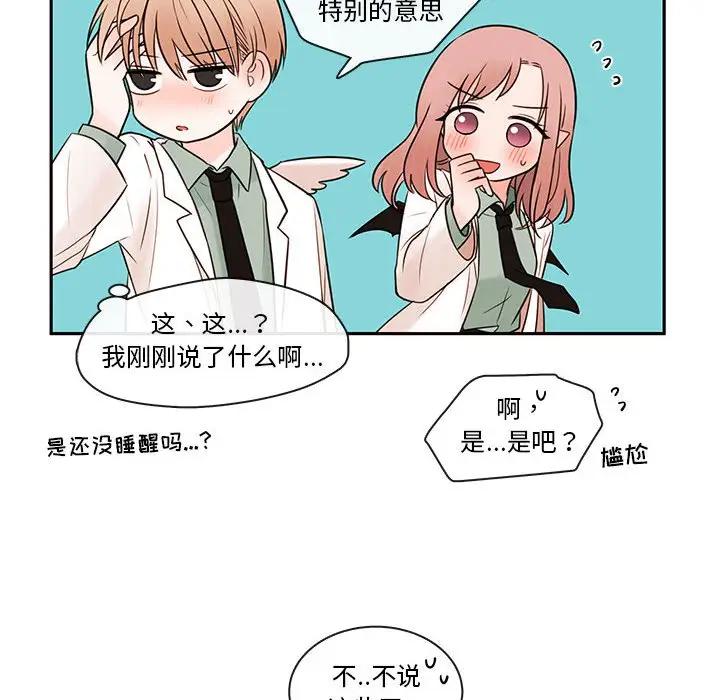 特别的意思
这、这...？
我刚刚说了什么啊...
是还没睡醒吗...?
啊，
是...是吧？
尴尬
不..不说